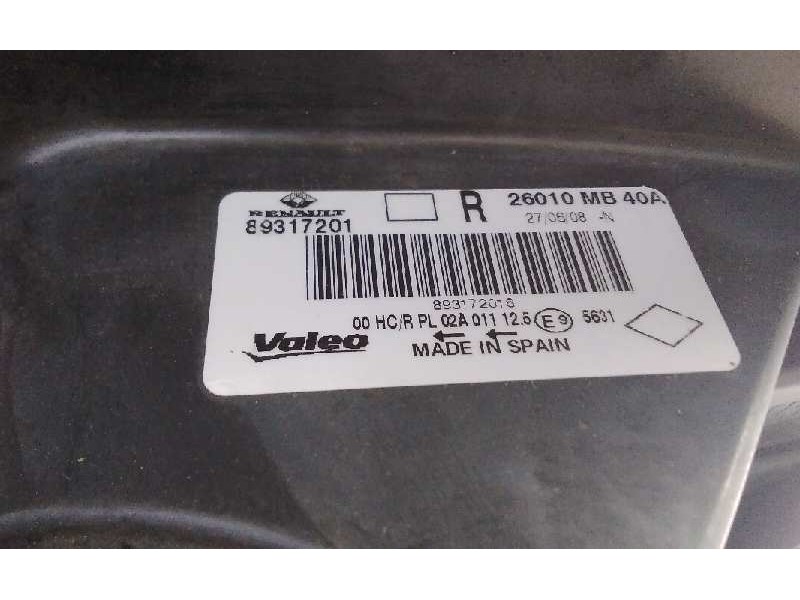 RENAULT R 26010 MB 40A
89317201 27/08/08 -N
893172016
00 HC/R PL 02A 011 12.5 E9 5631
Valeo MADE IN SPAIN